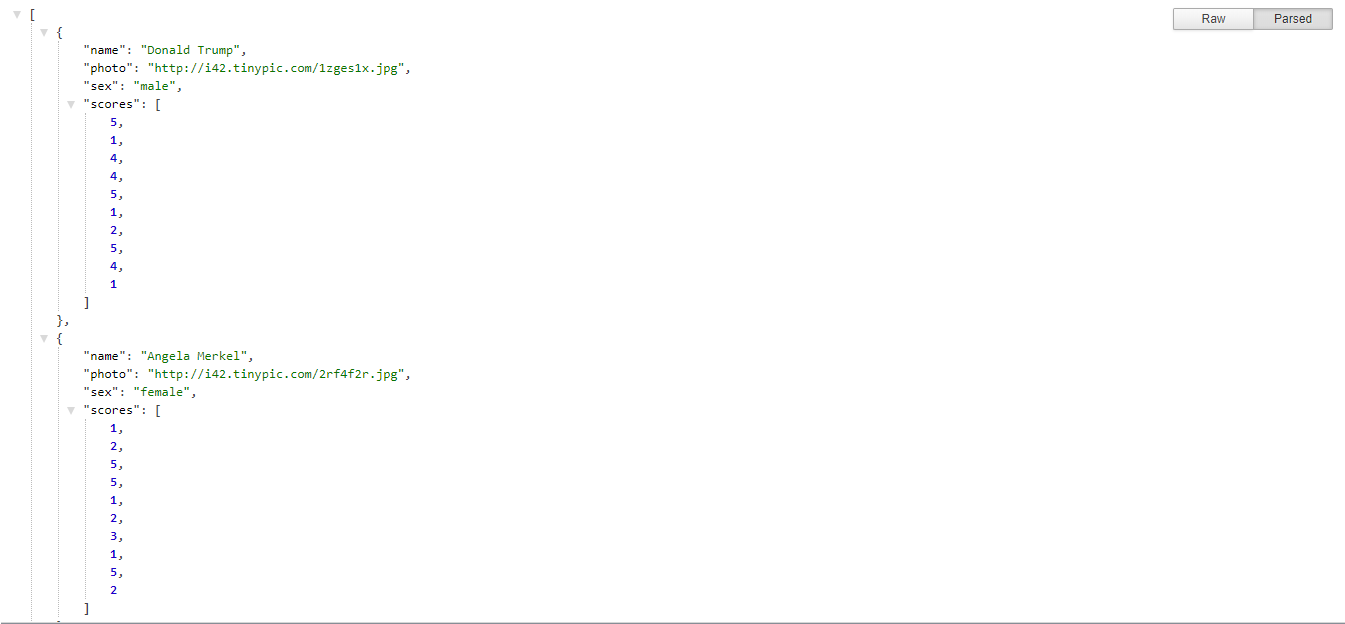 [
Raw Parsed
{
"name": "Donald Trump",
"photo": "http://i42.tinypic.com/1zges1x.jpg",
"sex": "male",
"scores": [
5,
1,
4,
4,
5,
1,
2,
5,
4,
1
]
},
{
"name": "Angela Merkel",
"photo": "http://i42.tinypic.com/2rf4f2r.jpg",
"sex": "female",
"scores": [
1,
2,
5,
5,
1,
2,
3,
1,
5,
2
]